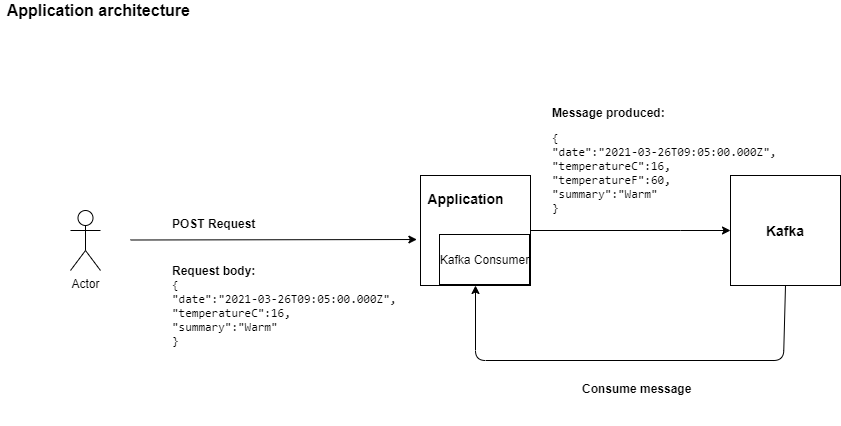 Application architecture
Message produced:
{
"date":"2021-03-26T09:05:00.000Z",
"temperatureC":16,
"temperatureF":60,
"summary":"Warm"
}
Application
Kafka Consumer
Kafka
POST Request
Request body:
{
"date":"2021-03-26T09:05:00.000Z",
"temperatureC":16,
"summary":"Warm"
}
Actor
Consume message